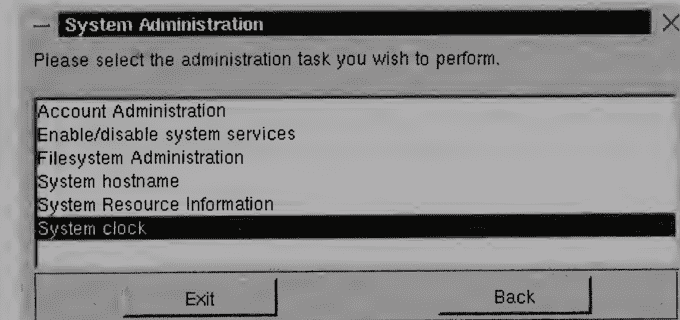 System Administration
Please select the administration task you wish to perform.
Account Administration
Enable/disable system services
Filesystem Administration
System hostname
System Resource Information
System clock
Exit
Back